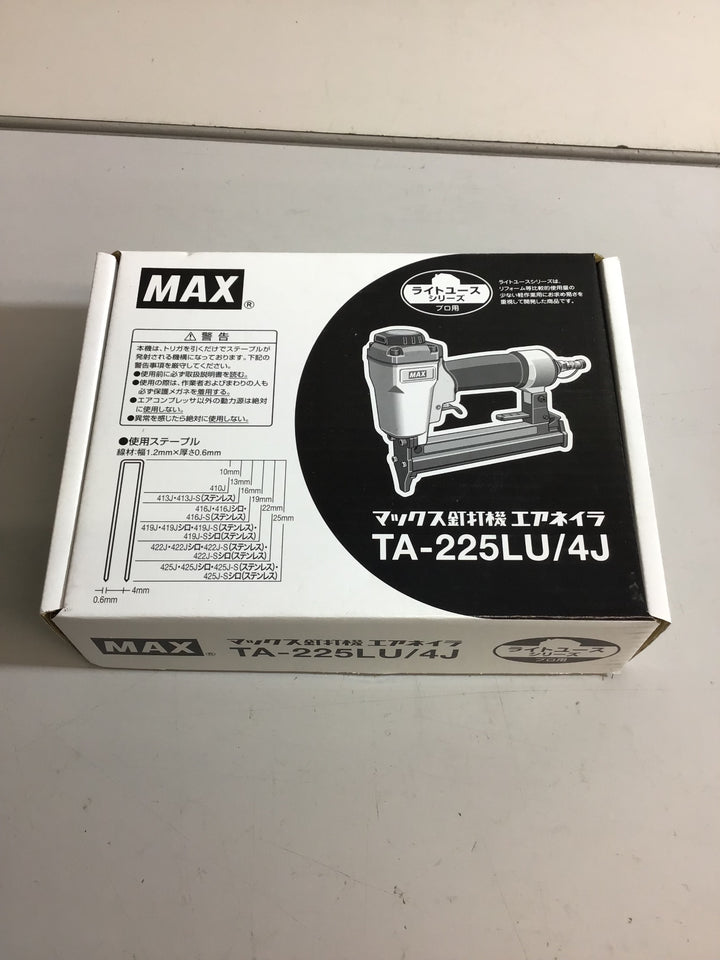 MAX®
ライトユース
シリーズ
プロ用
ライトユースシリーズは、
リフォーム等比較的使用量の
少ない軽作業用にお求め易さを
重視して開発した商品です。
⚠警告
本機は、トリガを引くだけでステープルが
発射される機構になっております。下記の
警告事項を厳守してください。
●使用前に必ず取扱説明書を読む。
●使用の際は、作業者およびまわりの人も
必ず保護メガネを着用する。
●エアコンプレッサ以外の動力源は絶対
に使用しない。
●異常を感じたら絶対に使用しない。
●使用ステープル
線材:幅1.2mm×厚さ0.6mm
10mm
410J
13mm
413J・413J-S(ステンレス)
16mm
416J・416Jシロ・
416J-S(ステンレス)
19mm
419J・419Jシロ・419J-S(ステンレス)・
419J-Sシロ(ステンレス)
22mm
422J・422Jシロ・422J-S(ステンレス)・
422J-Sシロ(ステンレス)
25mm
425J・425Jシロ・425J-S(ステンレス)・
425J-Sシロ(ステンレス)
4mm
0.6mm
MAX
マックス釘打機 エアネイラ
TA-225LU/4J
MAX® マックス釘打機 エアネイラ
TA-225LU/4J
ライトユース
シリーズ
プロ用